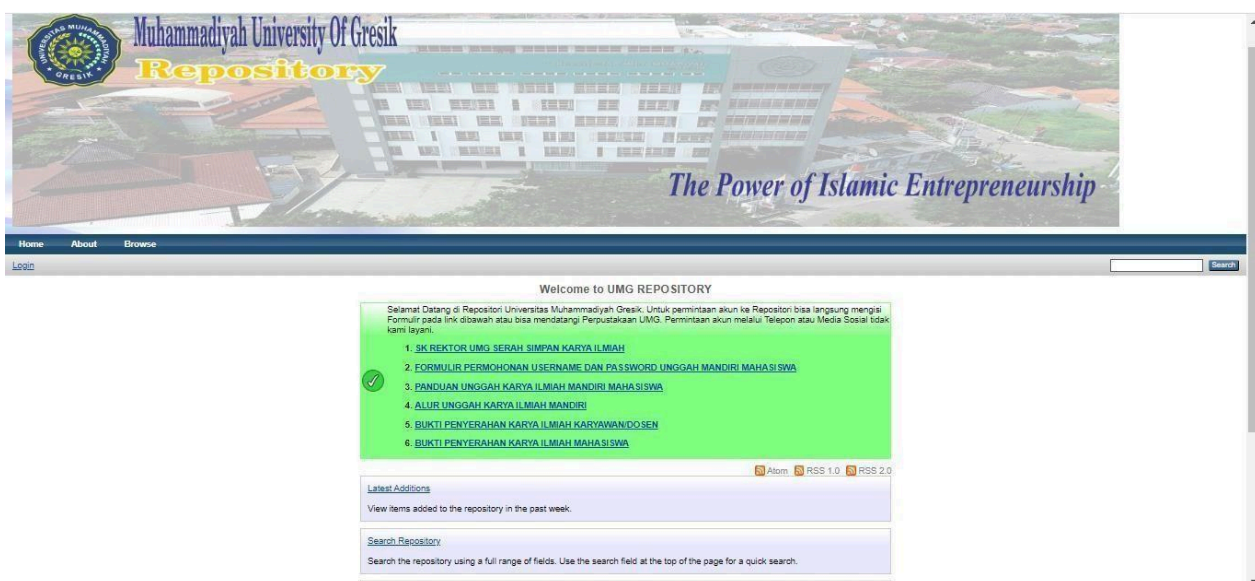 UNIVERSITAS MUHAMMADIYAH
GRESIK
Muhammadiyah University Of Gresik
Repository
The Power of Islamic Entrepreneurship
Home About Browse
Login Search
Welcome to UMG REPOSITORY
Selamat Datang di Repositori Universitas Muhammadiyah Gresik. Untuk permintaan akun ke Repositori bisa langsung mengisi
Formulir pada link dibawah atau bisa mendatangi Perpustakaan UMG. Permintaan akun melalui Telepon atau Media Sosial tidak
kami layani.
1. SK REKTOR UMG SERAH SIMPAN KARYA ILMIAH
2. FORMULIR PERMOHONAN USERNAME DAN PASSWORD UNGGAH MANDIRI MAHASISWA
3. PANDUAN UNGGAH KARYA ILMIAH MANDIRI MAHASISWA
4. ALUR UNGGAH KARYA ILMIAH MANDIRI
5. BUKTI PENYERAHAN KARYA ILMIAH KARYAWAN/DOSEN
6. BUKTI PENYERAHAN KARYA ILMIAH MAHASISWA
Atom RSS 1.0 RSS 2.0
Latest Additions
View items added to the repository in the past week.
Search Repository
Search the repository using a full range of fields. Use the search field at the top of the page for a quick search.